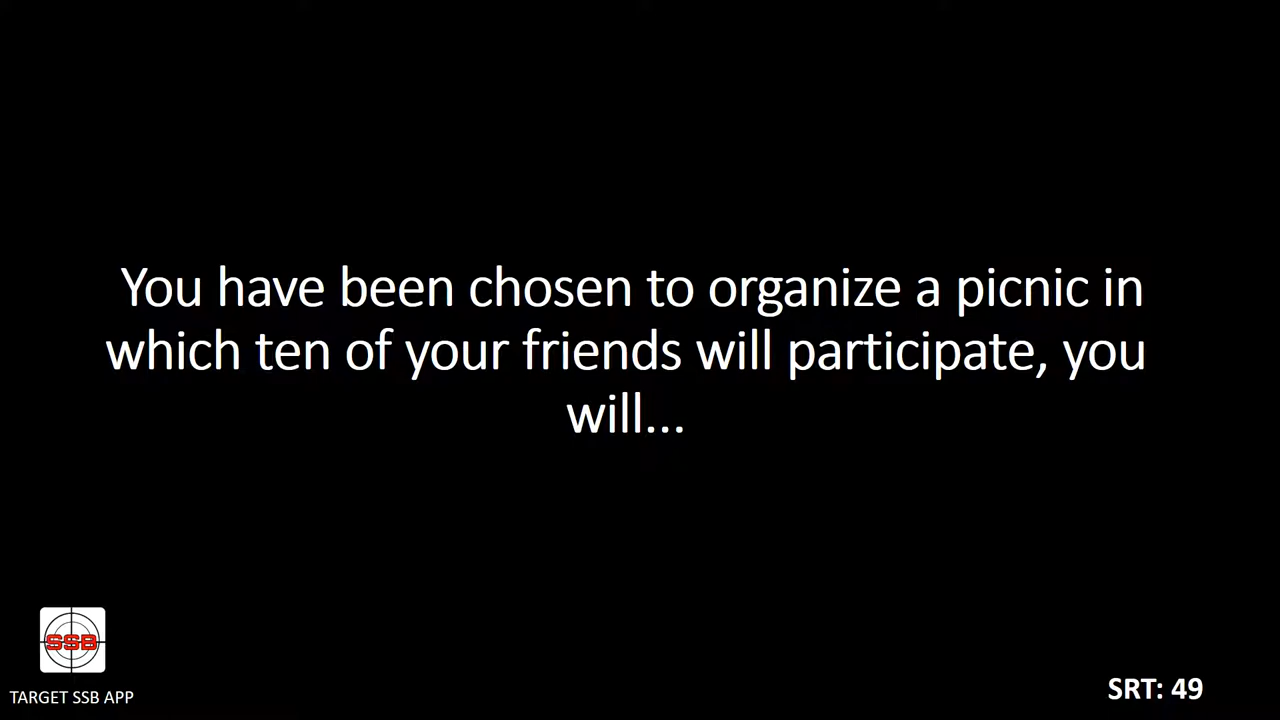 You have been chosen to organize a picnic in
which ten of your friends will participate, you
will...
SSB
TARGET SSB APP
SRT: 49